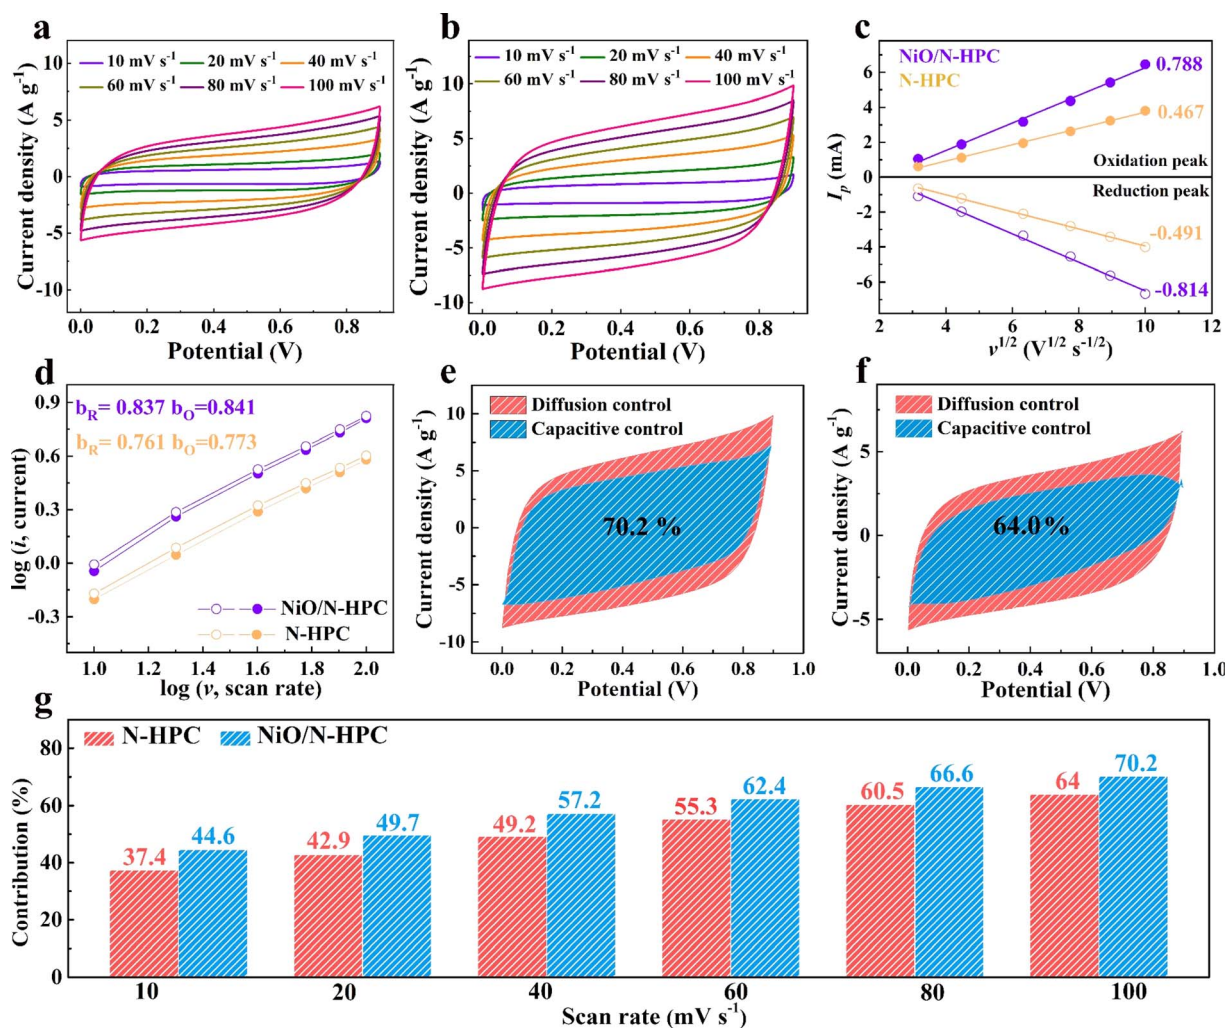 a
10 mV s⁻¹ 20 mV s⁻¹ 40 mV s⁻¹
60 mV s⁻¹ 80 mV s⁻¹ 100 mV s⁻¹
Current density (A g⁻¹)
10
5
0
-5
-10
0.0 0.2 0.4 0.6 0.8
Potential (V)
b
10 mV s⁻¹ 20 mV s⁻¹ 40 mV s⁻¹
60 mV s⁻¹ 80 mV s⁻¹ 100 mV s⁻¹
Current density (A g⁻¹)
10
5
0
-5
-10
0.0 0.2 0.4 0.6 0.8
Potential (V)
c
NiO/N-HPC
N-HPC
0.788
0.467
Oxidation peak
Reduction peak
-0.491
-0.814
Iₚ (mA)
6
4
2
0
-2
-4
-6
2 4 6 8 10 12
v¹ᐟ² (V¹ᐟ² s⁻¹ᐟ²)
d
b_R= 0.837 b_O=0.841
b_R= 0.761 b_O=0.773
log (i, current)
0.9
0.6
0.3
0.0
-0.3
NiO/N-HPC
N-HPC
1.0 1.2 1.4 1.6 1.8 2.0
log (v, scan rate)
e
Diffusion control
Capacitive control
70.2 %
Current density (A g⁻¹)
10
5
0
-5
-10
0.0 0.2 0.4 0.6 0.8 1.0
Potential (V)
f
Diffusion control
Capacitive control
64.0 %
Current density (A g⁻¹)
10
5
0
-5
0.0 0.2 0.4 0.6 0.8 1.0
Potential (V)
g
N-HPC NiO/N-HPC
Contribution (%)
80
60
40
20
0
37.4 44.6 42.9 49.7 49.2 57.2 55.3 62.4 60.5 66.6 64 70.2
10 20 40 60 80 100
Scan rate (mV s⁻¹)